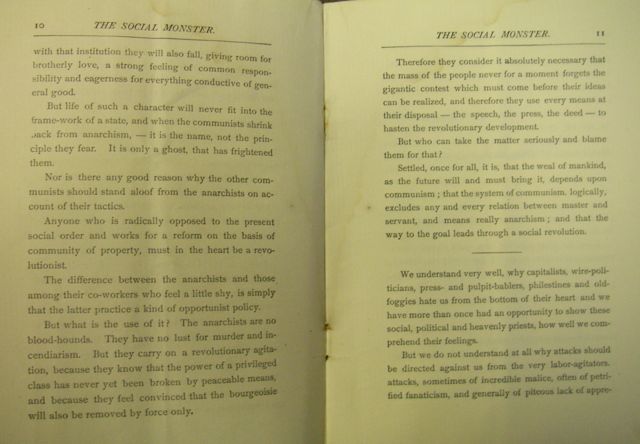 10 THE SOCIAL MONSTER.
with that institution they will also fall, giving room for
brotherly love, a strong feeling of common respon-
sibility and eagerness for everything conductive of gen-
eral good.
But life of such a character will never fit into the
frame-work of a state, and when the communists shrink
back from anarchism, — it is the name, not the prin-
ciple they fear. It is only a ghost, that has frightened
them.
Nor is there any good reason why the other com-
munists should stand aloof from the anarchists on ac-
count of their tactics.
Anyone who is radically opposed to the present
social order and works for a reform on the basis of
community of property, must in the heart be a revo-
lutionist.
The difference between the anarchists and those
among their co-workers who feel a little shy, is simply
that the latter practice a kind of opportunist policy.
But what is the use of it? The anarchists are no
blood-hounds. They have no lust for murder and in-
cendiarism. But they carry on a revolutionary agita-
tion, because they know that the power of a privileged
class has never yet been broken by peaceable means,
and because they feel convinced that the bourgeoisie
will also be removed by force only.
THE SOCIAL MONSTER. 11
Therefore they consider it absolutely necessary that
the mass of the people never for a moment forgets the
gigantic contest which must come before their ideas
can be realized, and therefore they use every means at
their disposal — the speech, the press, the deed — to
hasten the revolutionary development.
But who can take the matter seriously and blame
them for that?
Settled, once for all, it is, that the weal of mankind,
as the future will and must bring it, depends upon
communism; that the system of communism. logically,
excludes any and every relation between master and
servant, and means really anarchism; and that the
way to the goal leads through a social revolution.
We understand very well, why capitalists, wire-poli-
ticians, press- and pulpit-bablers, philestines and old-
foggies hate us from the bottom of their heart and we
have more than once had an opportunity to show these
social, political and heavenly priests, how well we com-
prehend their feelings.
But we do not understand at all why attacks should
be directed against us from the very labor-agitators.
attacks, sometimes of incredible malice, often of petri-
fied fanaticism, and generally of piteous lack of appre-